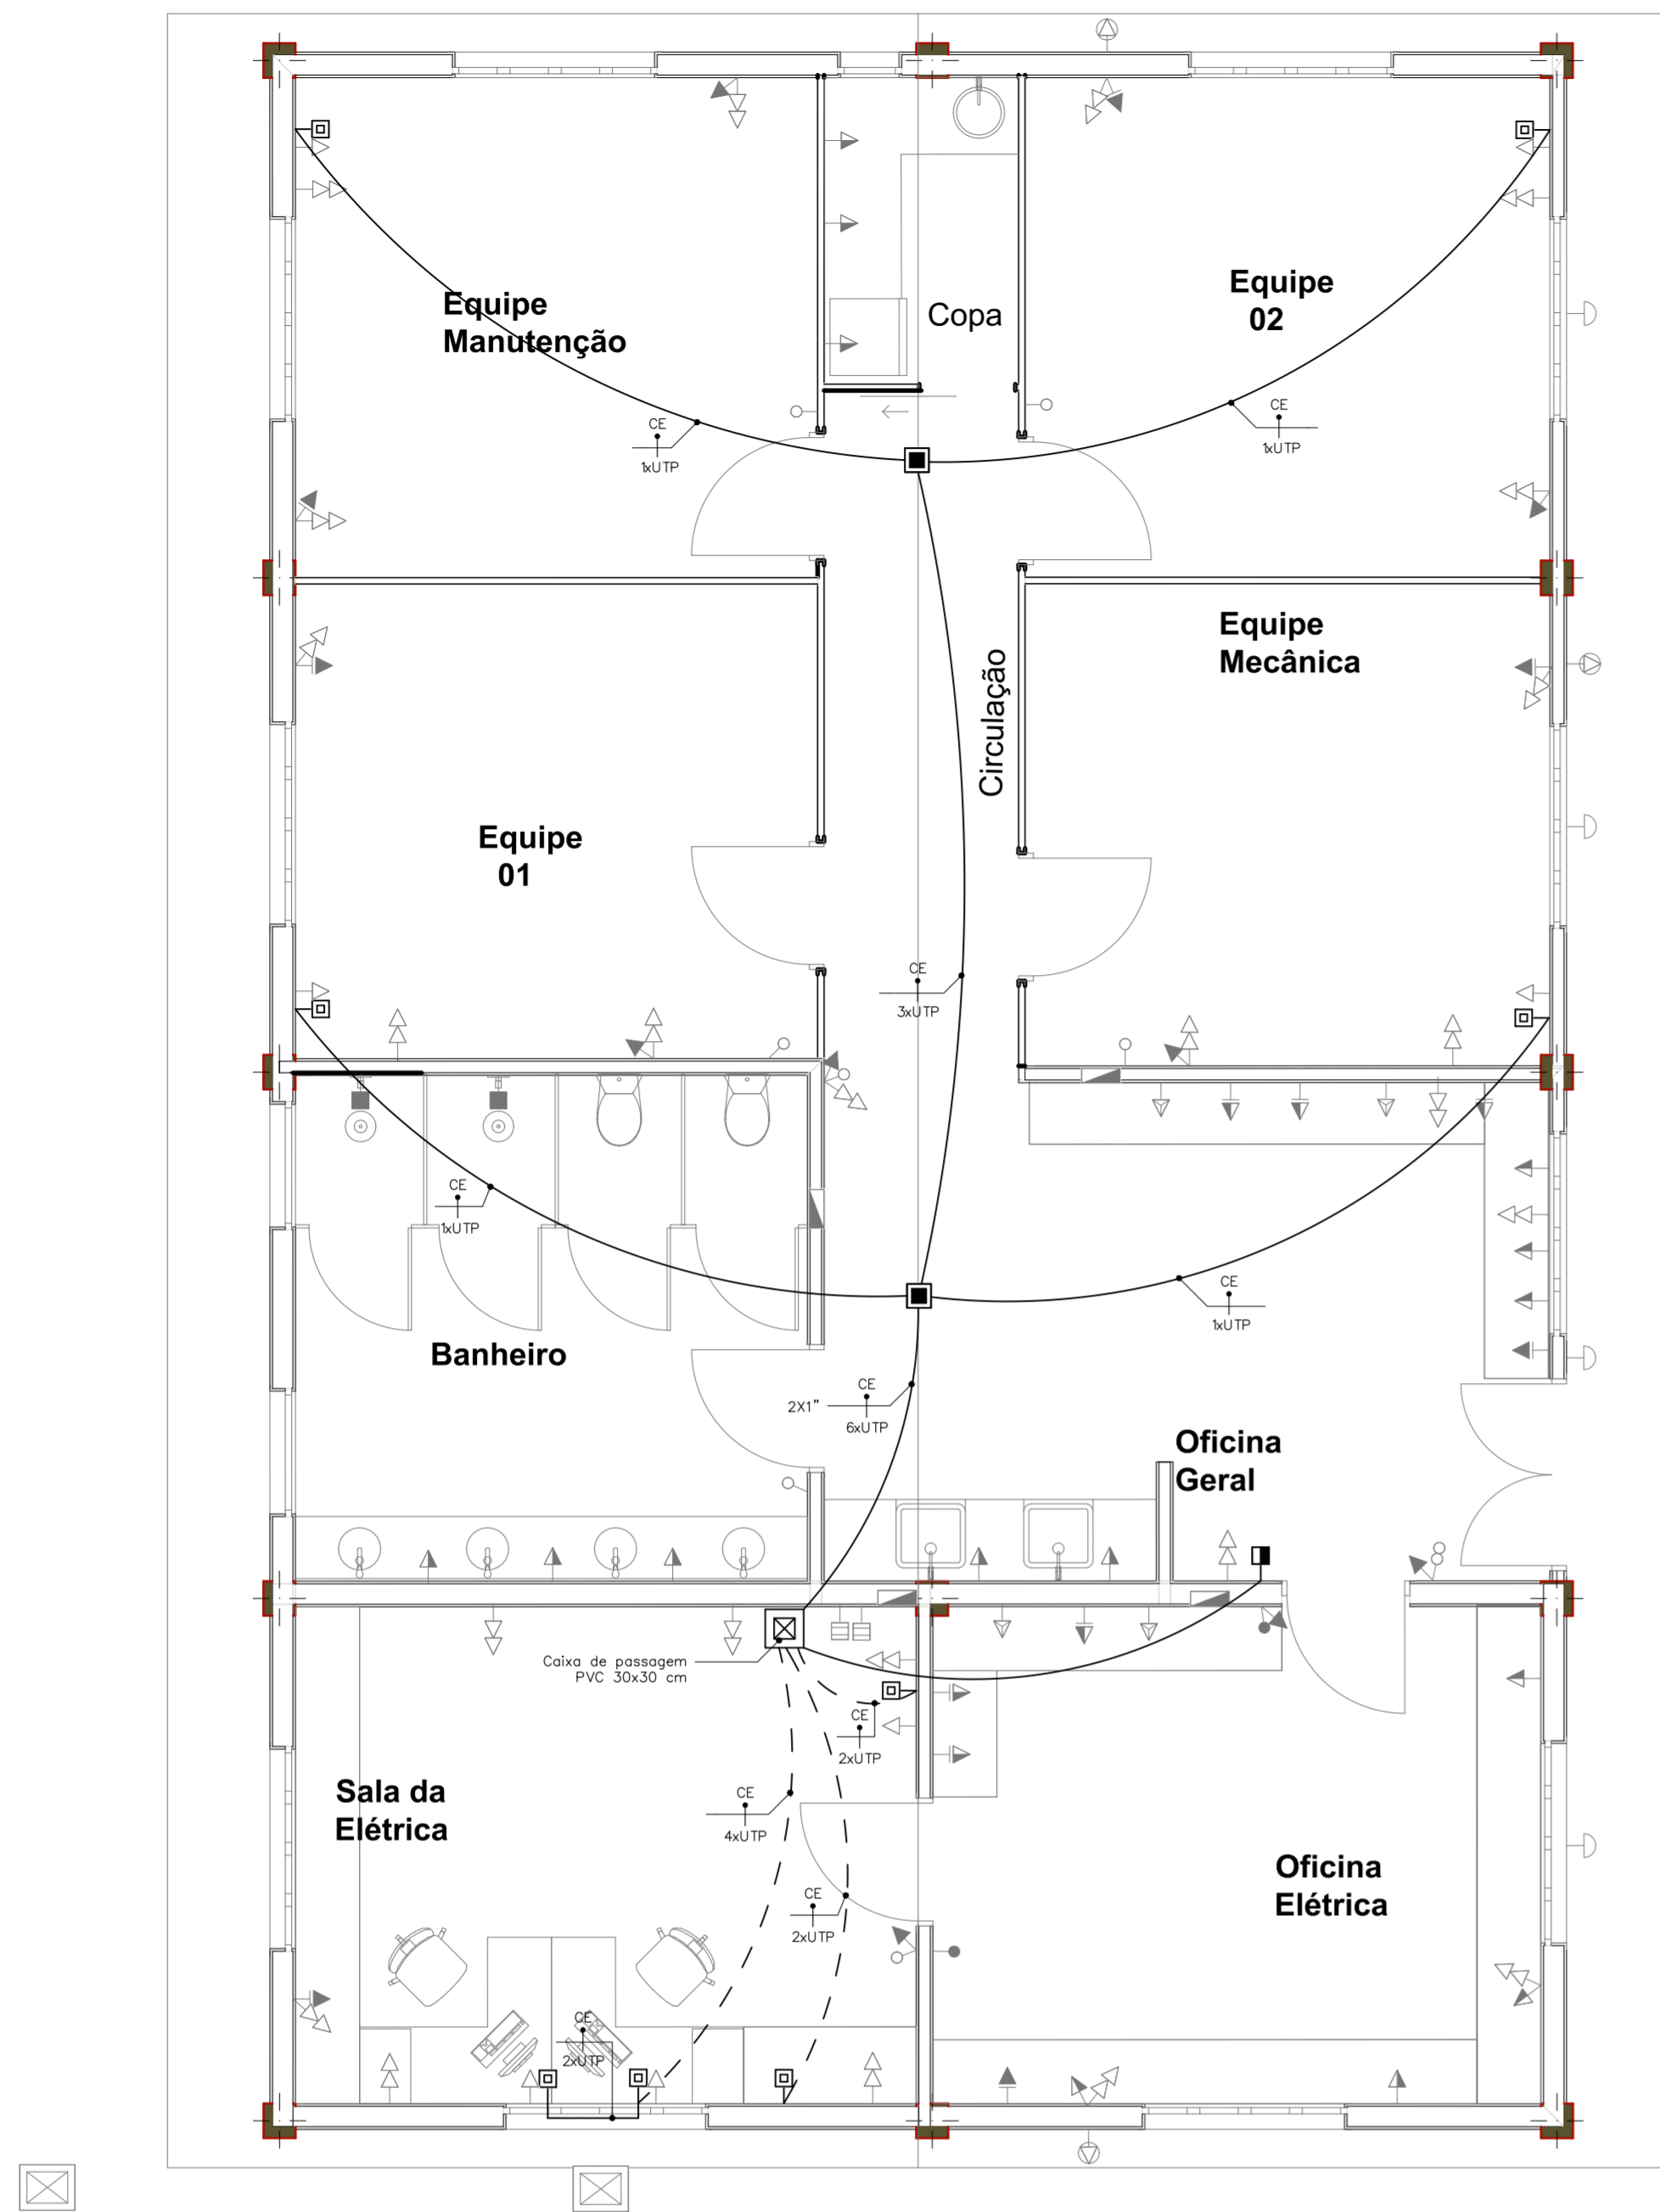 Equipe
Manutenção
Copa
Equipe
02
CE
1xUTP
CE
1xUTP
Equipe
Mecânica
Circulação
Equipe
01
CE
3xUTP
CE
1xUTP
CE
1xUTP
Banheiro
CE
2X1"
6xUTP
Oficina
Geral
Caixa de passagem
PVC 30x30 cm
CE
2xUTP
Sala da
Elétrica
CE
4xUTP
CE
2xUTP
Oficina
Elétrica
CE
2xUTP